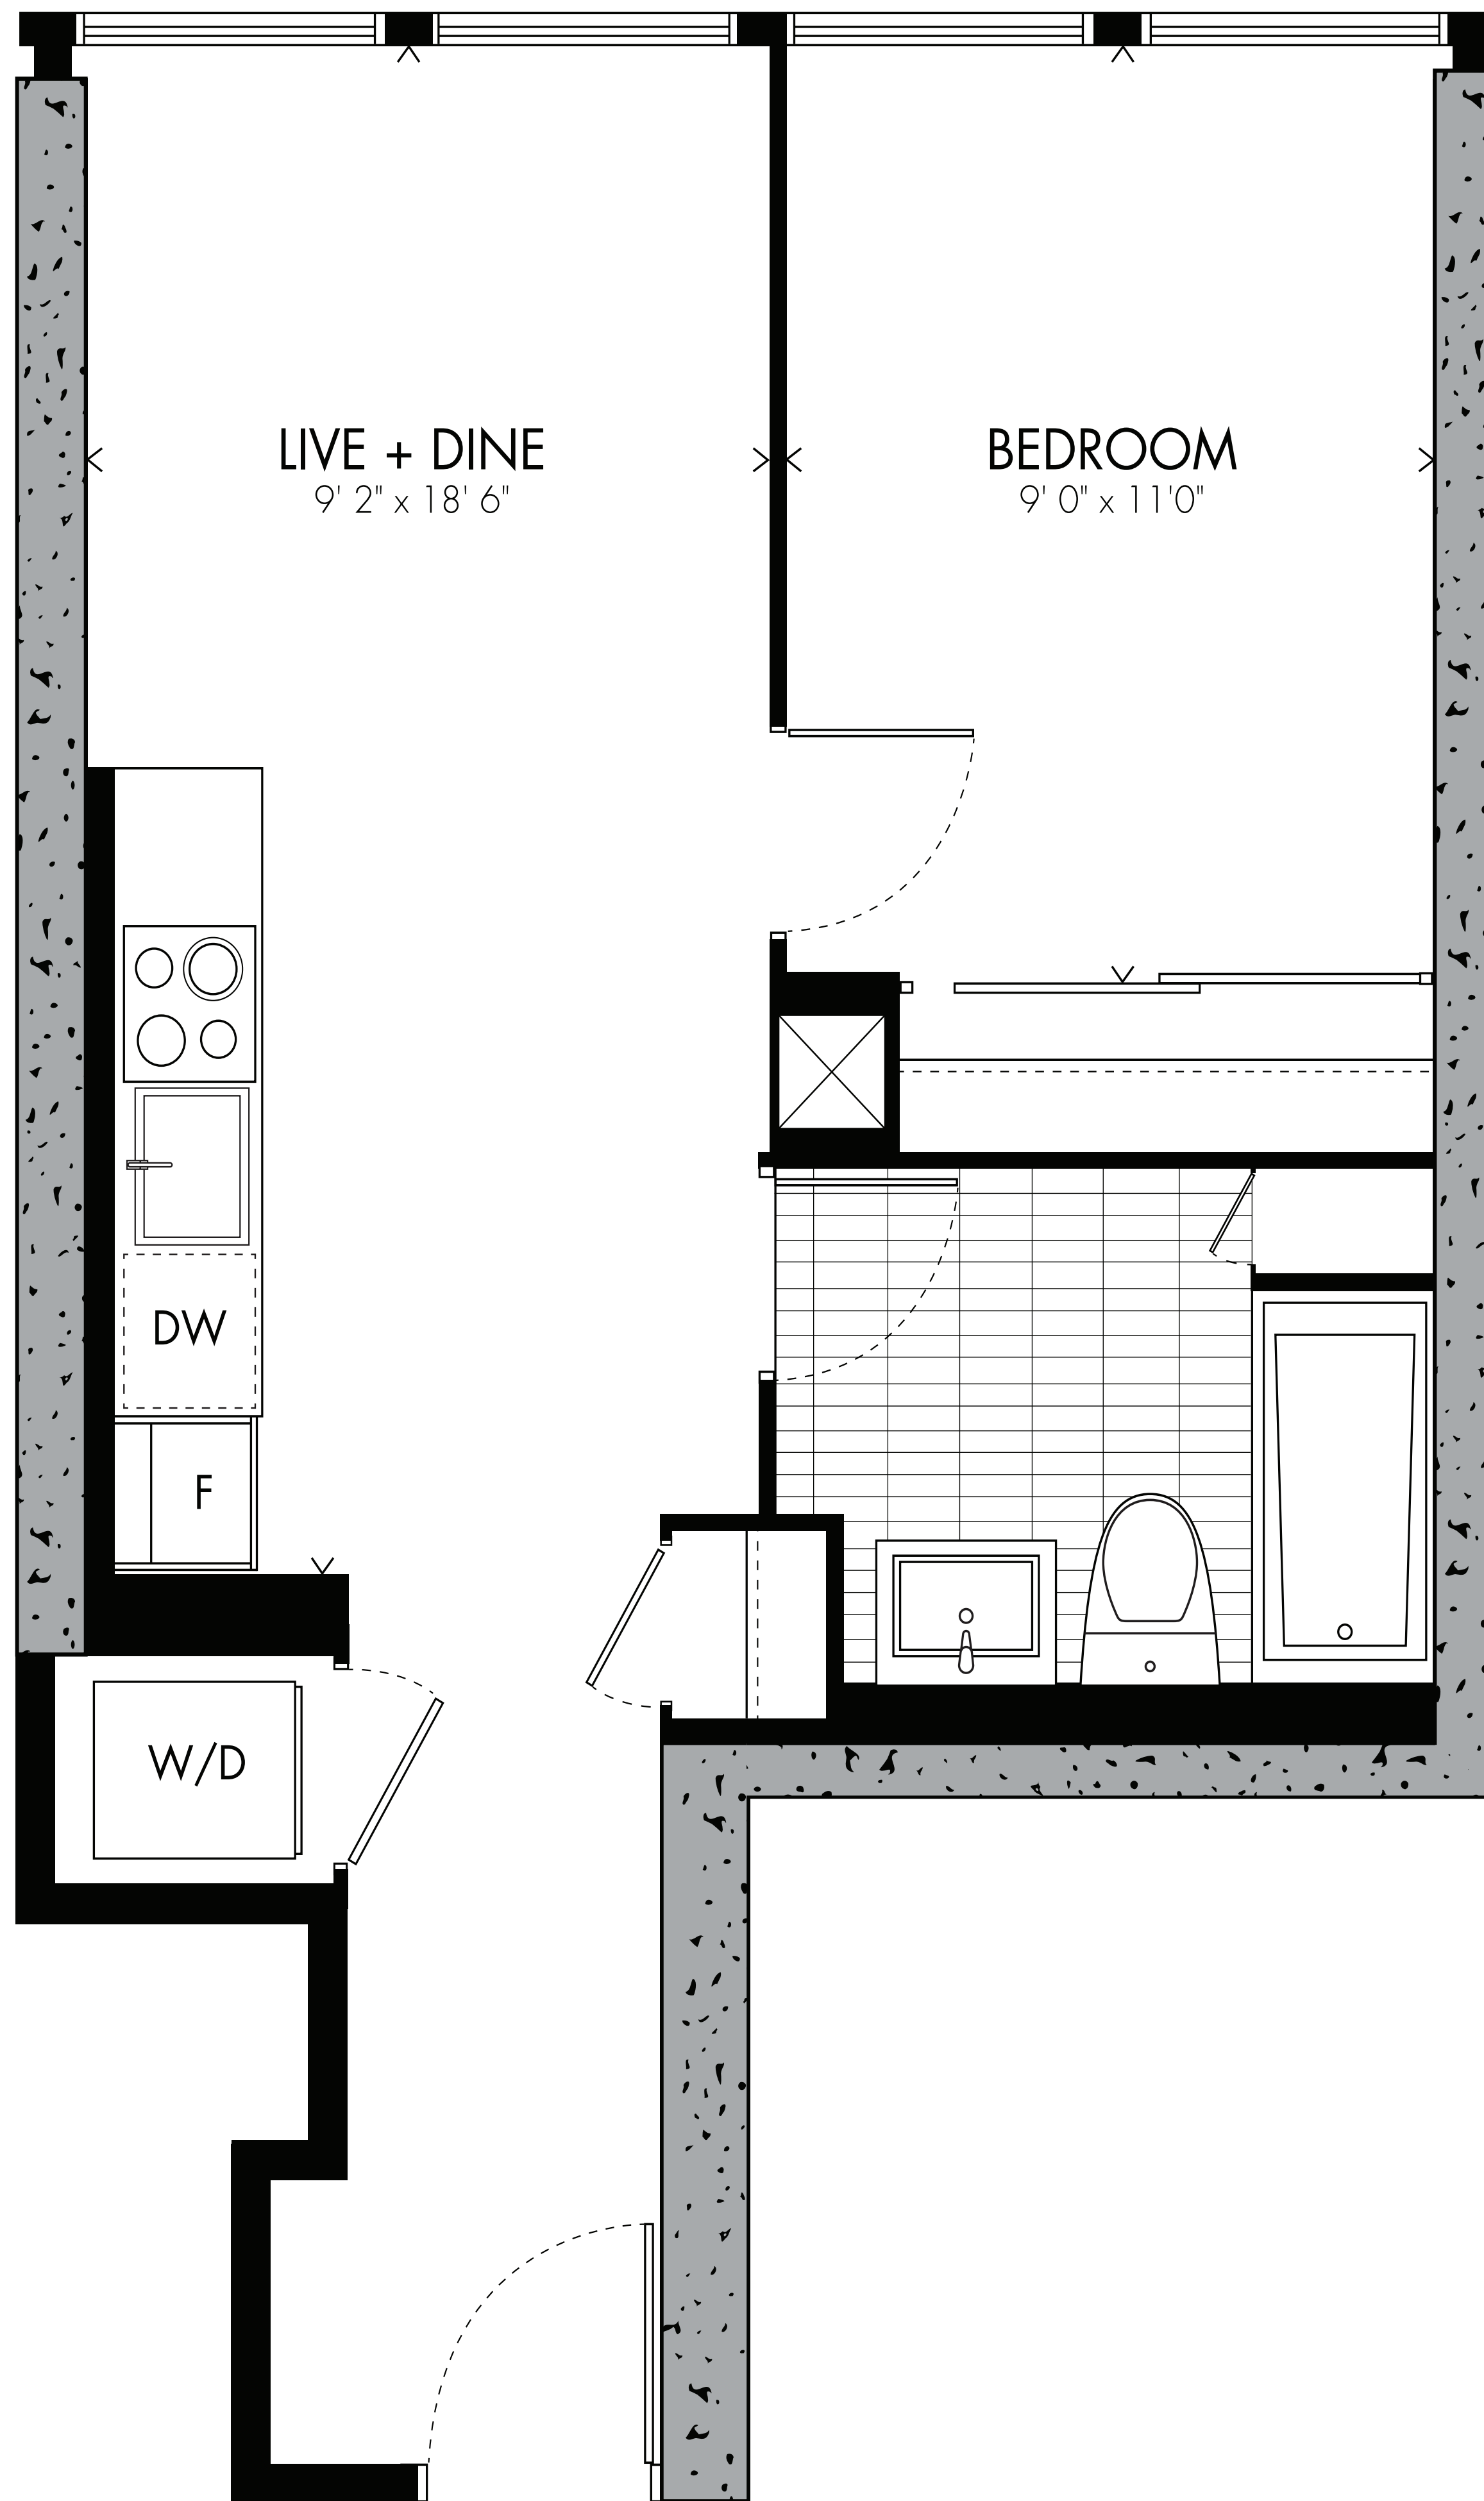 LIVE + DINE
9' 2" x 18' 6"
BEDROOM
9' 0" x 11'0"
DW
F
W/D